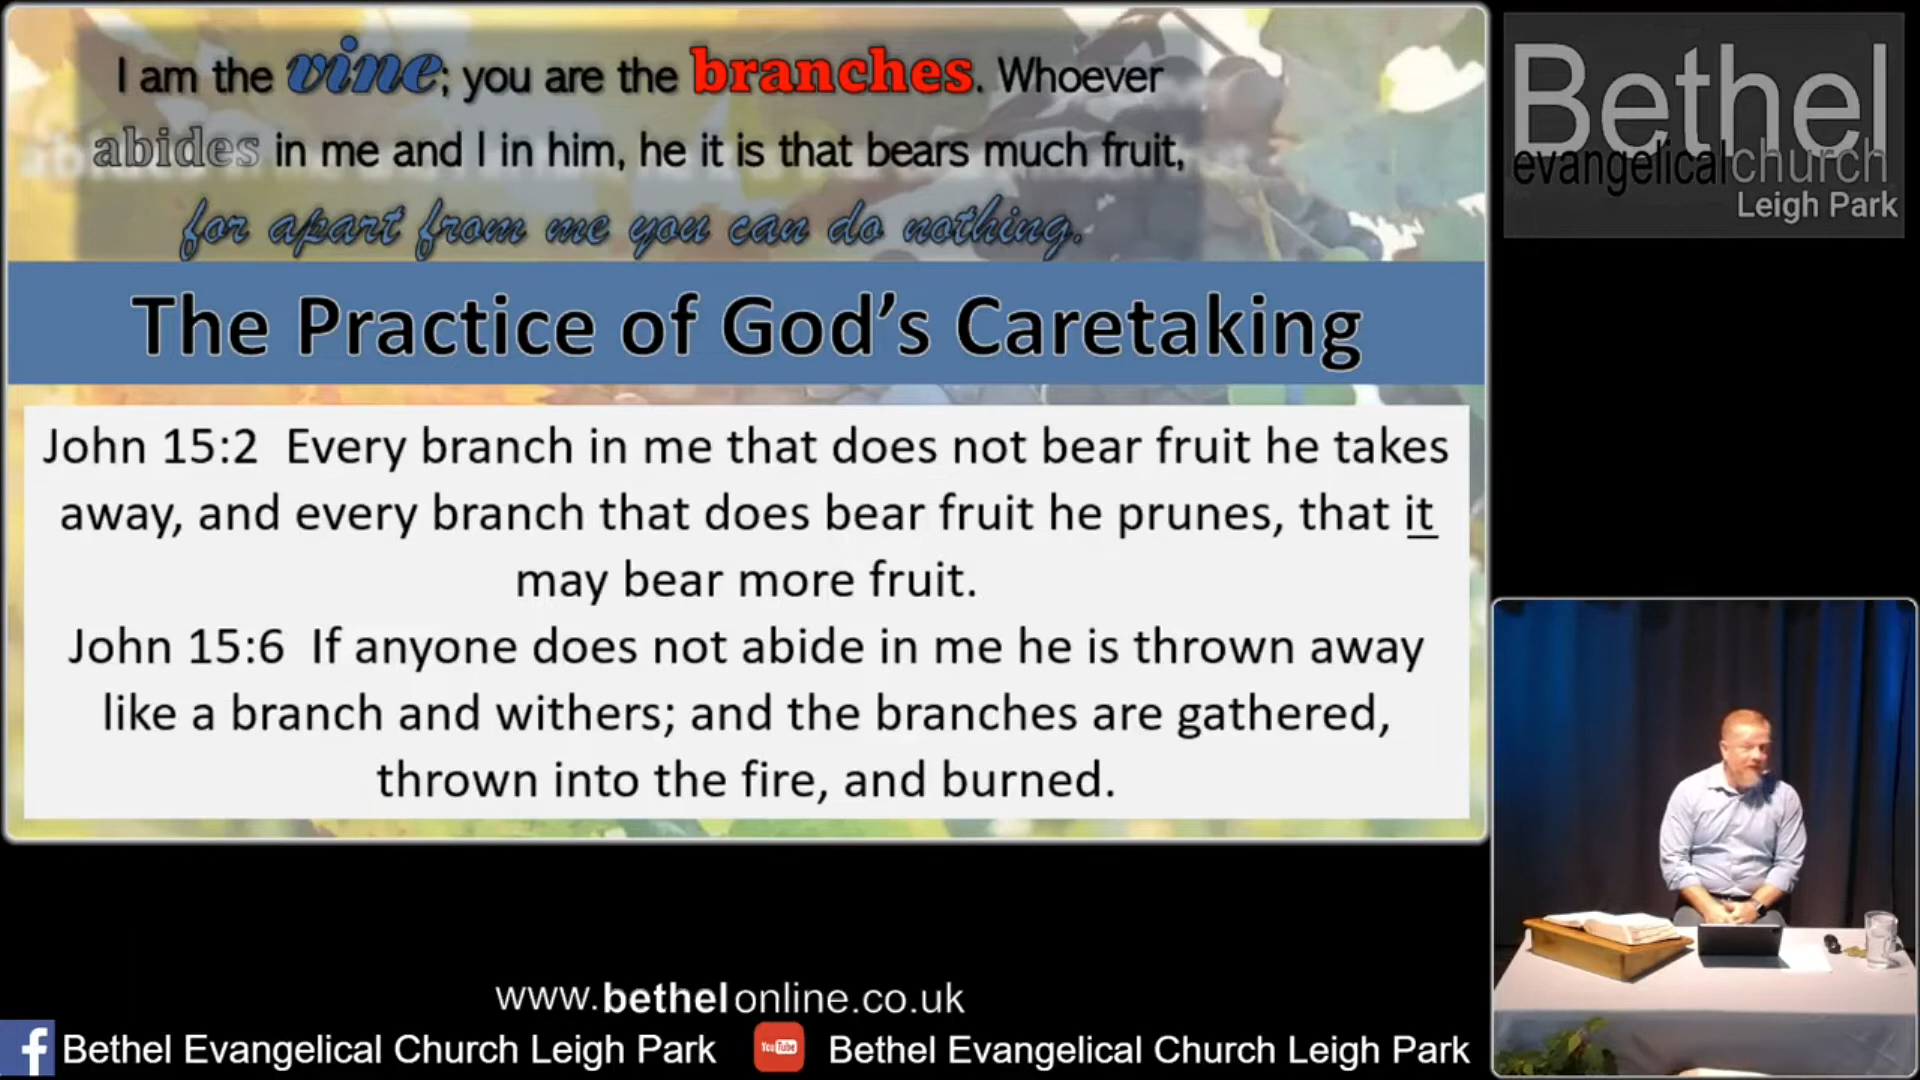 I am the vine; you are the branches. Whoever
abides in me and I in him, he it is that bears much fruit,
for apart from me you can do nothing.
The Practice of God's Caretaking
John 15:2 Every branch in me that does not bear fruit he takes
away, and every branch that does bear fruit he prunes, that it
may bear more fruit.
John 15:6 If anyone does not abide in me he is thrown away
like a branch and withers; and the branches are gathered,
thrown into the fire, and burned.
Bethel
evangelicalchurch
Leigh Park
www.bethelonline.co.uk
f Bethel Evangelical Church Leigh Park
YouTube Bethel Evangelical Church Leigh Park